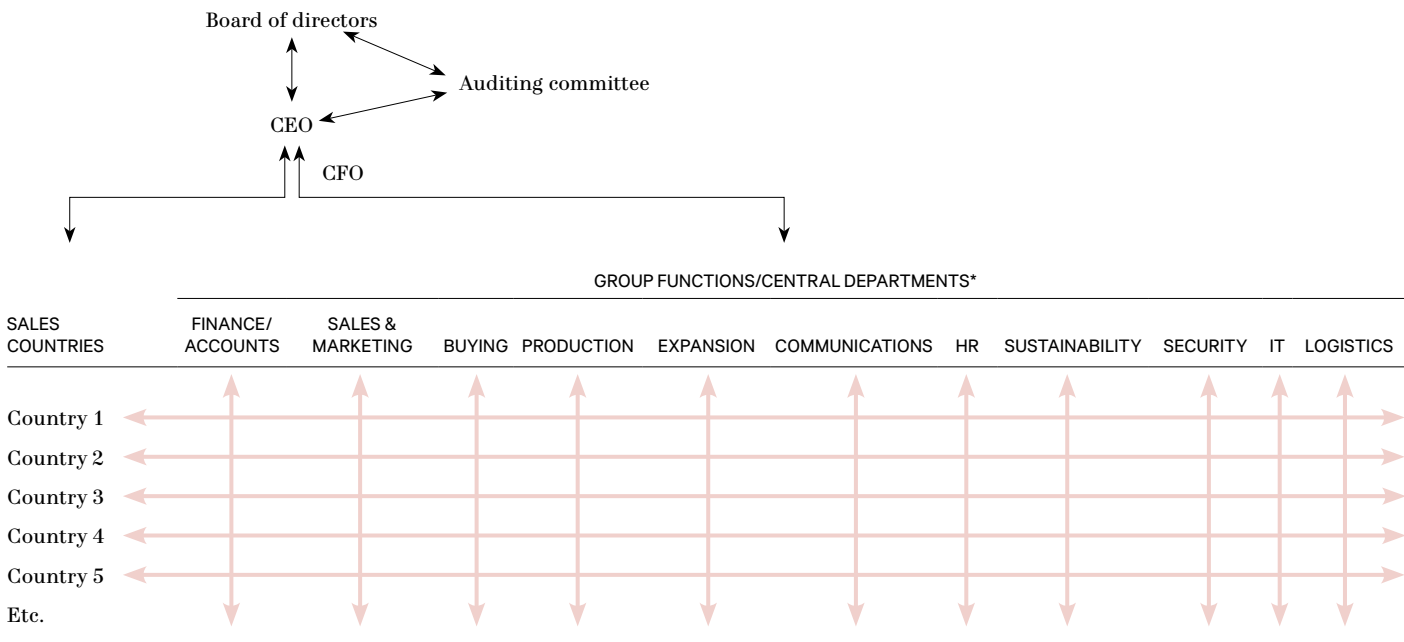 Board of directors
Auditing committee
CEO
CFO
GROUP FUNCTIONS/CENTRAL DEPARTMENTS*
SALES
COUNTRIES
FINANCE/
ACCOUNTS
SALES &
MARKETING
BUYING
PRODUCTION
EXPANSION
COMMUNICATIONS
HR
SUSTAINABILITY
SECURITY
IT
LOGISTICS
Country 1
Country 2
Country 3
Country 4
Country 5
Etc.